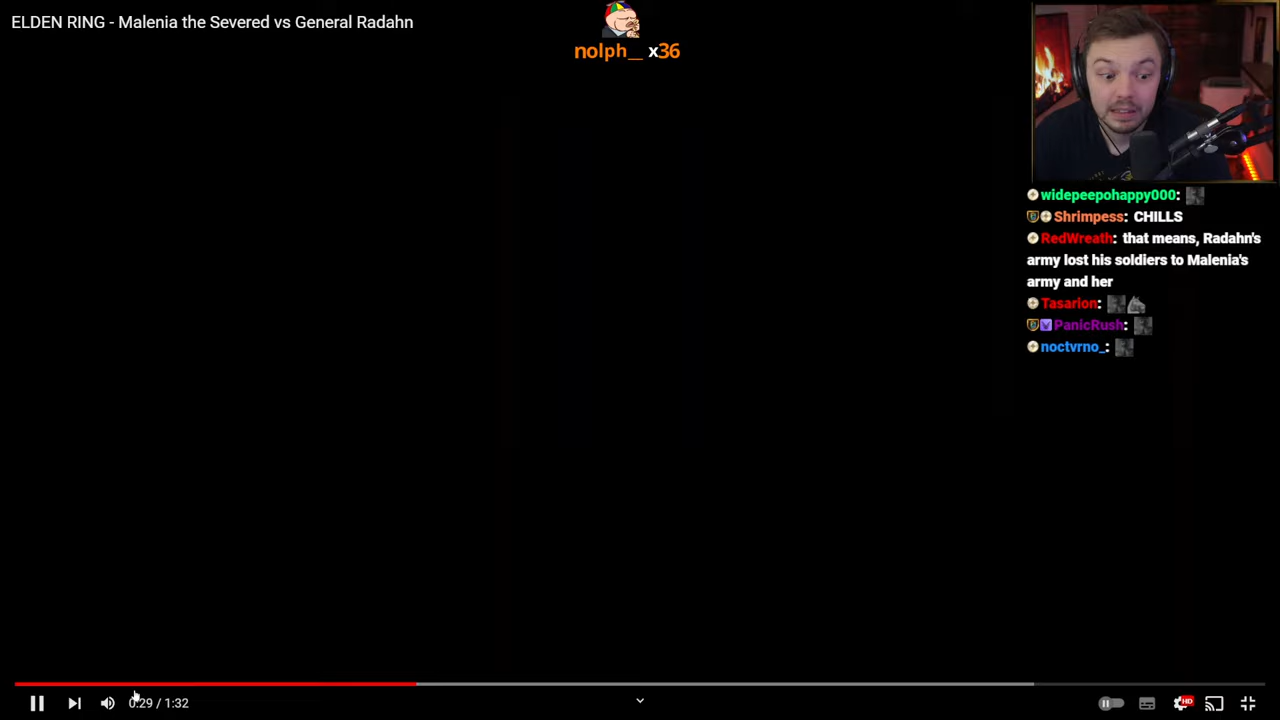 ELDEN RING - Malenia the Severed vs General Radahn
nolph__ x36
widepeepohappy000:
Shrimpess: CHILLS
RedWreath: that means, Radahn's
army lost his soldiers to Malenia's
army and her
Tasarion:
PanicRush:
noctvrno_:
0:29 / 1:32
HD